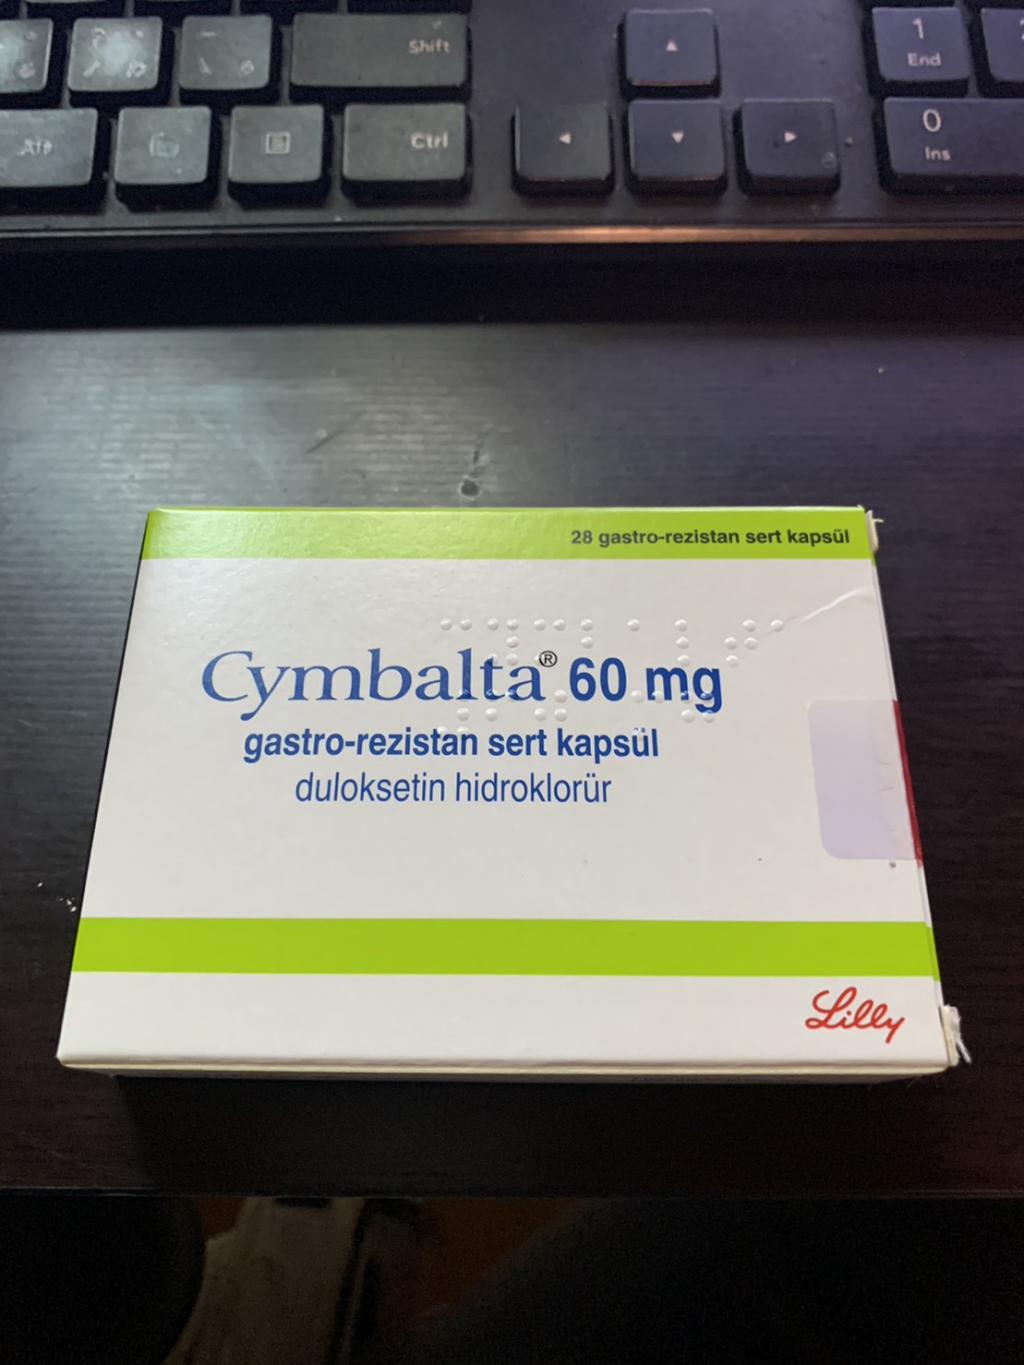 Shift
1
End
Alt
Ctrl
0
Ins
28 gastro-rezistan sert kapsül
Cymbalta® 60 mg
gastro-rezistan sert kapsül
duloksetin hidroklorür
Lilly